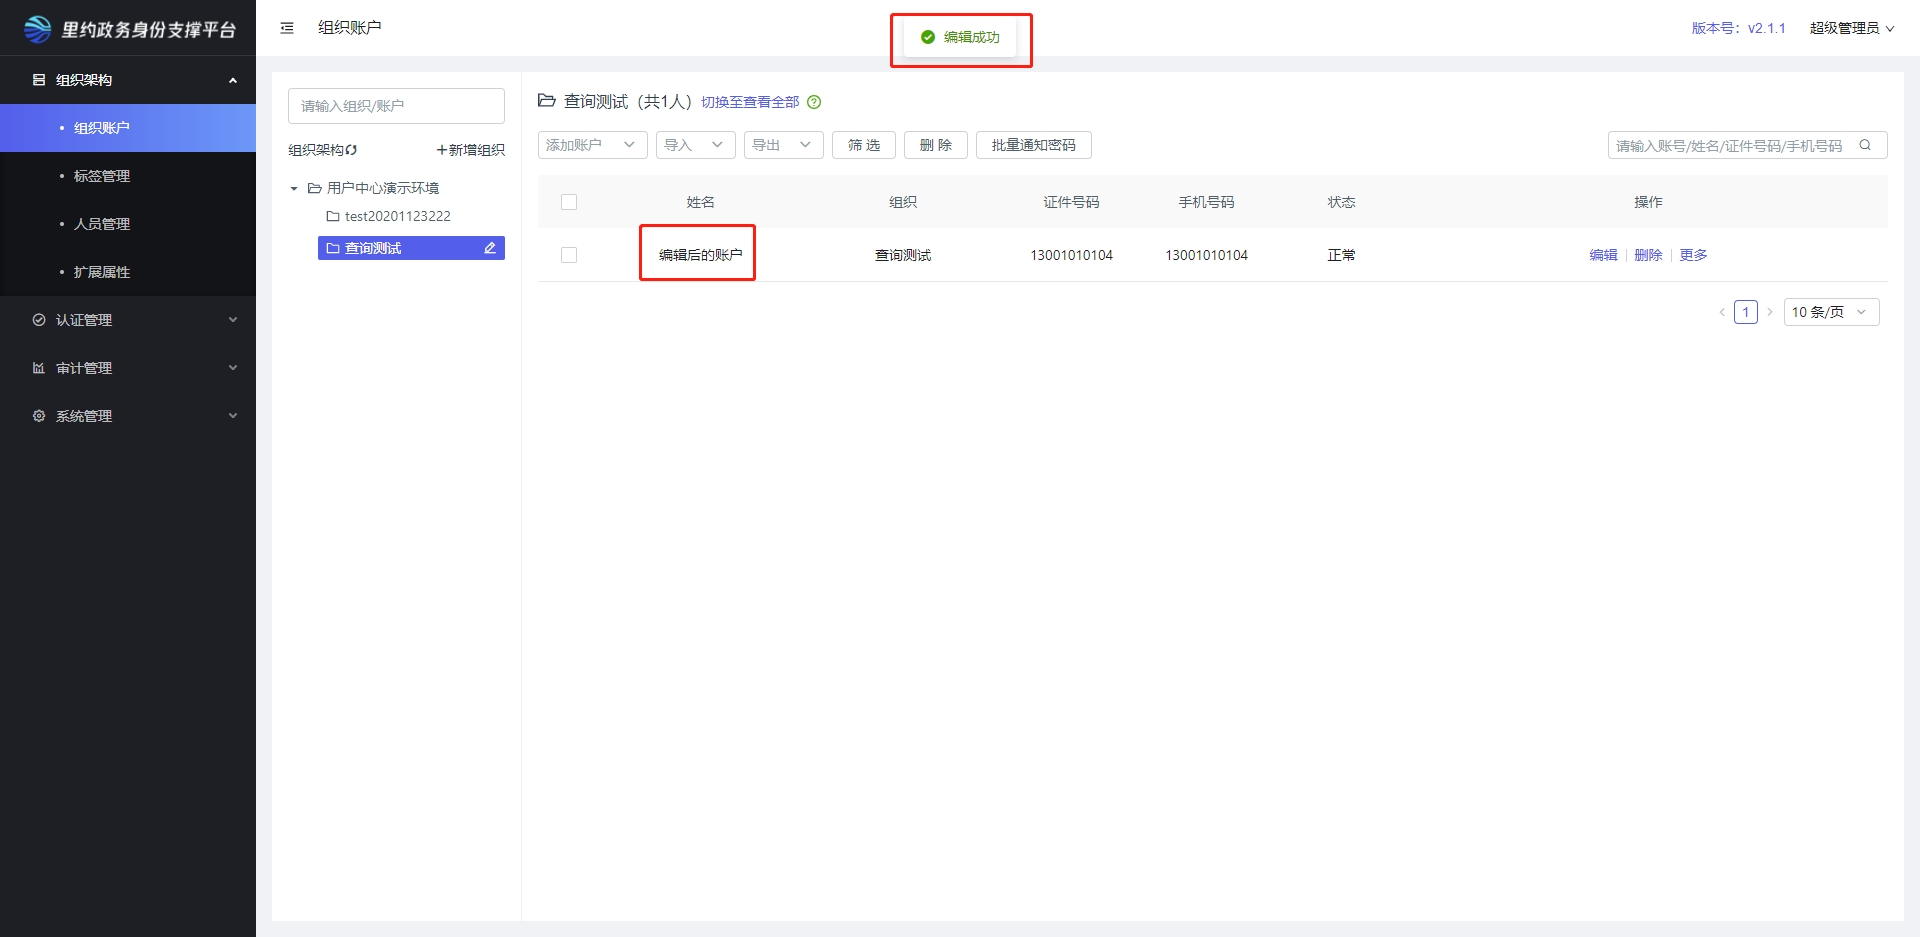 里约政务身份支撑平台
组织账户
编辑成功
版本号：v2.1.1
超级管理员
组织架构
组织账户
标签管理
人员管理
扩展属性
认证管理
审计管理
系统管理
请输入组织/账户
组织架构
新增组织
用户中心演示环境
test20201123222
查询测试
查询测试（共1人）
切换至查看全部
添加账户
导入
导出
筛 选
删 除
批量通知密码
请输入账号/姓名/证件号码/手机号码
姓名 组织 证件号码 手机号码 状态 操作
编辑后的账户 查询测试 13001010104 13001010104 正常 编辑 删除 更多
1
10 条/页